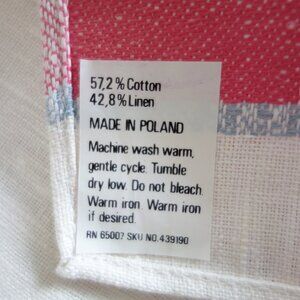 57,2% Cotton
42,8% Linen
MADE IN POLAND
Machine wash warm,
gentle cycle. Tumble
dry low. Do not bleach.
Warm iron. Warm iron
if desired.
RN 65007 SKU NO.439190